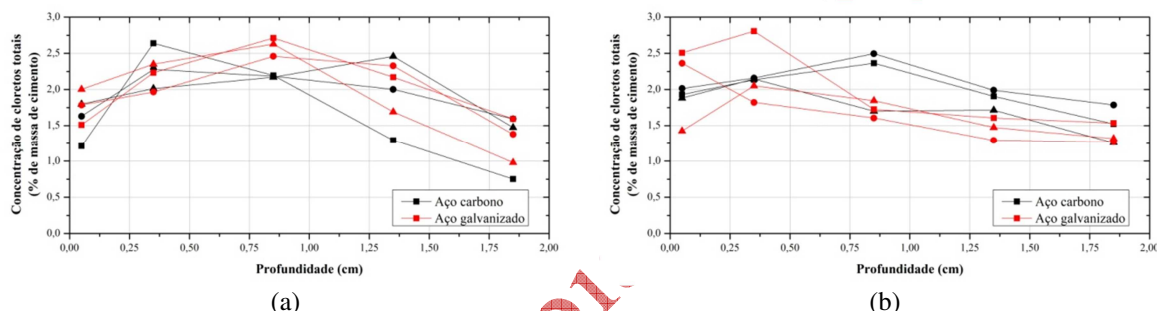 Concentração de cloretos totais
(% de massa de cimento)
3,0
2,5
2,0
1,5
1,0
0,5
0,0
Aço carbono
Aço galvanizado
0,00 0,25 0,50 0,75 1,00 1,25 1,50 1,75 2,00
Profundidade (cm)
(a)
Concentração de cloretos totais
(% de massa de cimento)
3,0
2,5
2,0
1,5
1,0
0,5
0,0
Aço carbono
Aço galvanizado
0,00 0,25 0,50 0,75 1,00 1,25 1,50 1,75 2,00
Profundidade (cm)
(b)